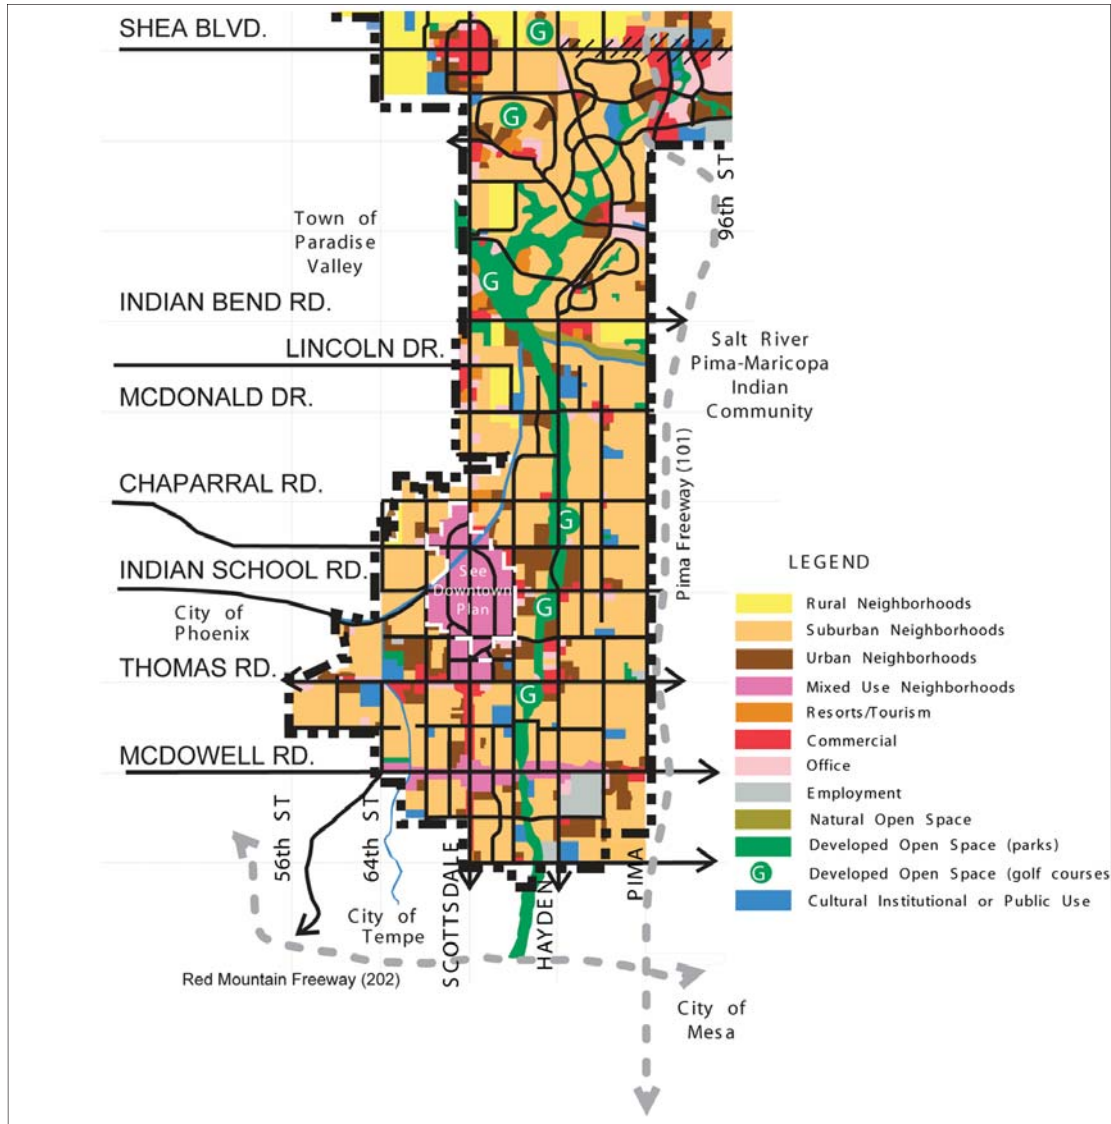 SHEA BLVD.
G
G
96th ST
Town of
Paradise
Valley
G
INDIAN BEND RD.
LINCOLN DR.
Salt River
Pima-Maricopa
Indian
Community
MCDONALD DR.
Pima Freeway (101)
CHAPARRAL RD.
G
INDIAN SCHOOL RD.
See
Downtown
Plan
G
City of
Phoenix
THOMAS RD.
G
MCDOWELL RD.
LEGEND
Rural Neighborhoods
Suburban Neighborhoods
Urban Neighborhoods
Mixed Use Neighborhoods
Resorts/Tourism
Commercial
Office
Employment
Natural Open Space
Developed Open Space (parks)
G
Developed Open Space (golf courses
Cultural Institutional or Public Use
56th ST
64th ST
SCOTTSDALE
HAYDEN
PIMA
City of
Tempe
Red Mountain Freeway (202)
City of
Mesa